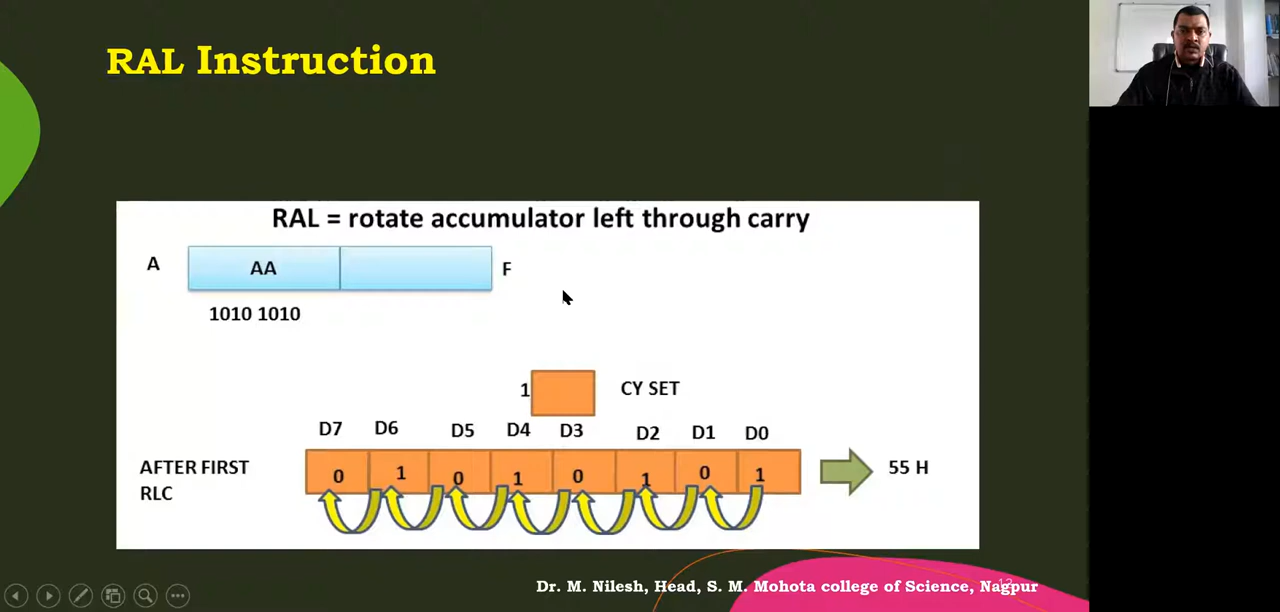 RAL Instruction
RAL = rotate accumulator left through carry
A AA F
1010 1010
1 CY SET
D7 D6 D5 D4 D3 D2 D1 D0
AFTER FIRST
RLC
0 1 0 1 0 1 0 1
55 H
Dr. M. Nilesh, Head, S. M. Mohota college of Science, Nagpur